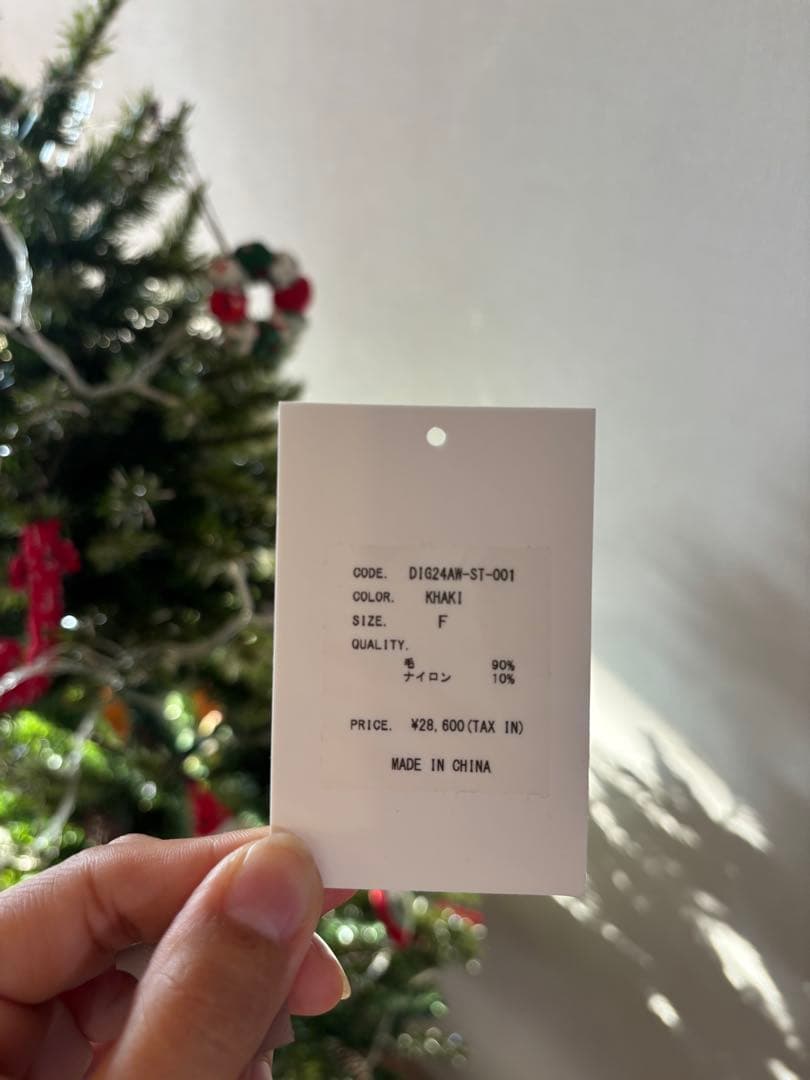 CODE. DIG24AW-ST-001
COLOR. KHAKI
SIZE. F
QUALITY.
毛 90%
ナイロン 10%
PRICE. ¥28,600(TAX IN)
MADE IN CHINA